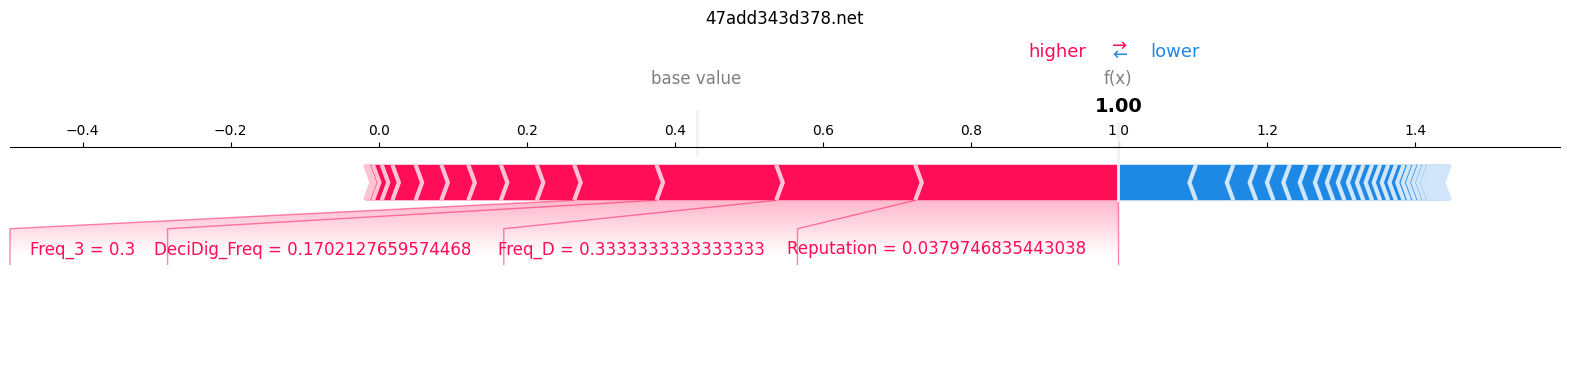 47add343d378.net
higher → lower
←
base value f(x)
1.00
−0.4 −0.2 0.0 0.2 0.4 0.6 0.8 1.0 1.2 1.4
Freq_3 = 0.3 DeciDig_Freq = 0.1702127659574468 Freq_D = 0.3333333333333333 Reputation = 0.0379746835443038